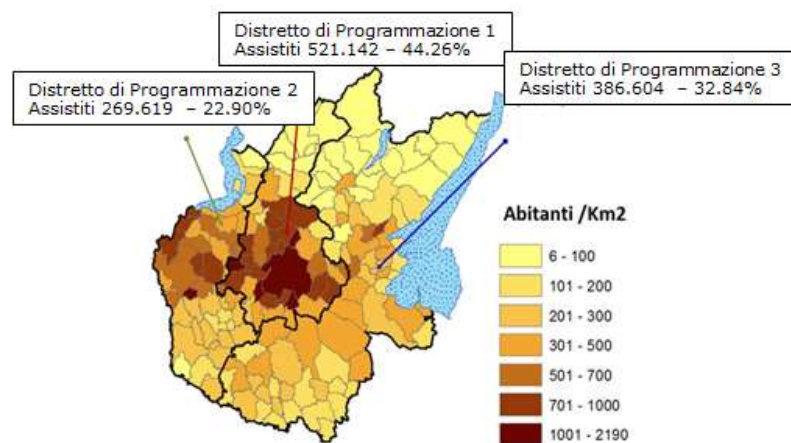 Distretto di Programmazione 1
Assistiti 521.142 – 44.26%
Distretto di Programmazione 2
Assistiti 269.619 – 22.90%
Distretto di Programmazione 3
Assistiti 386.604 – 32.84%
Abitanti /Km2
6 - 100
101 - 200
201 - 300
301 - 500
501 - 700
701 - 1000
1001 - 2190